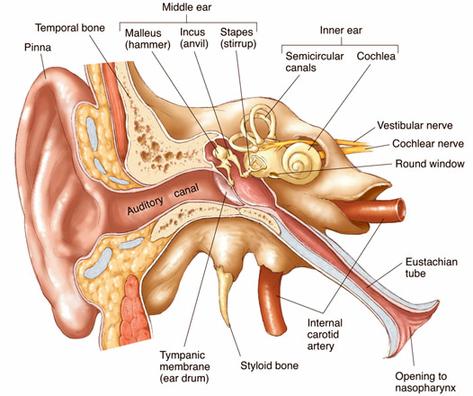 Middle ear
Temporal bone
Malleus
(hammer)
Incus
(anvil)
Stapes
(stirrup)
Inner ear
Pinna
Semicircular
canals
Cochlea
Vestibular nerve
Cochlear nerve
Round window
Auditory canal
Eustachian
tube
Tympanic
membrane
(ear drum)
Styloid bone
Internal
carotid
artery
Opening to
nasopharynx